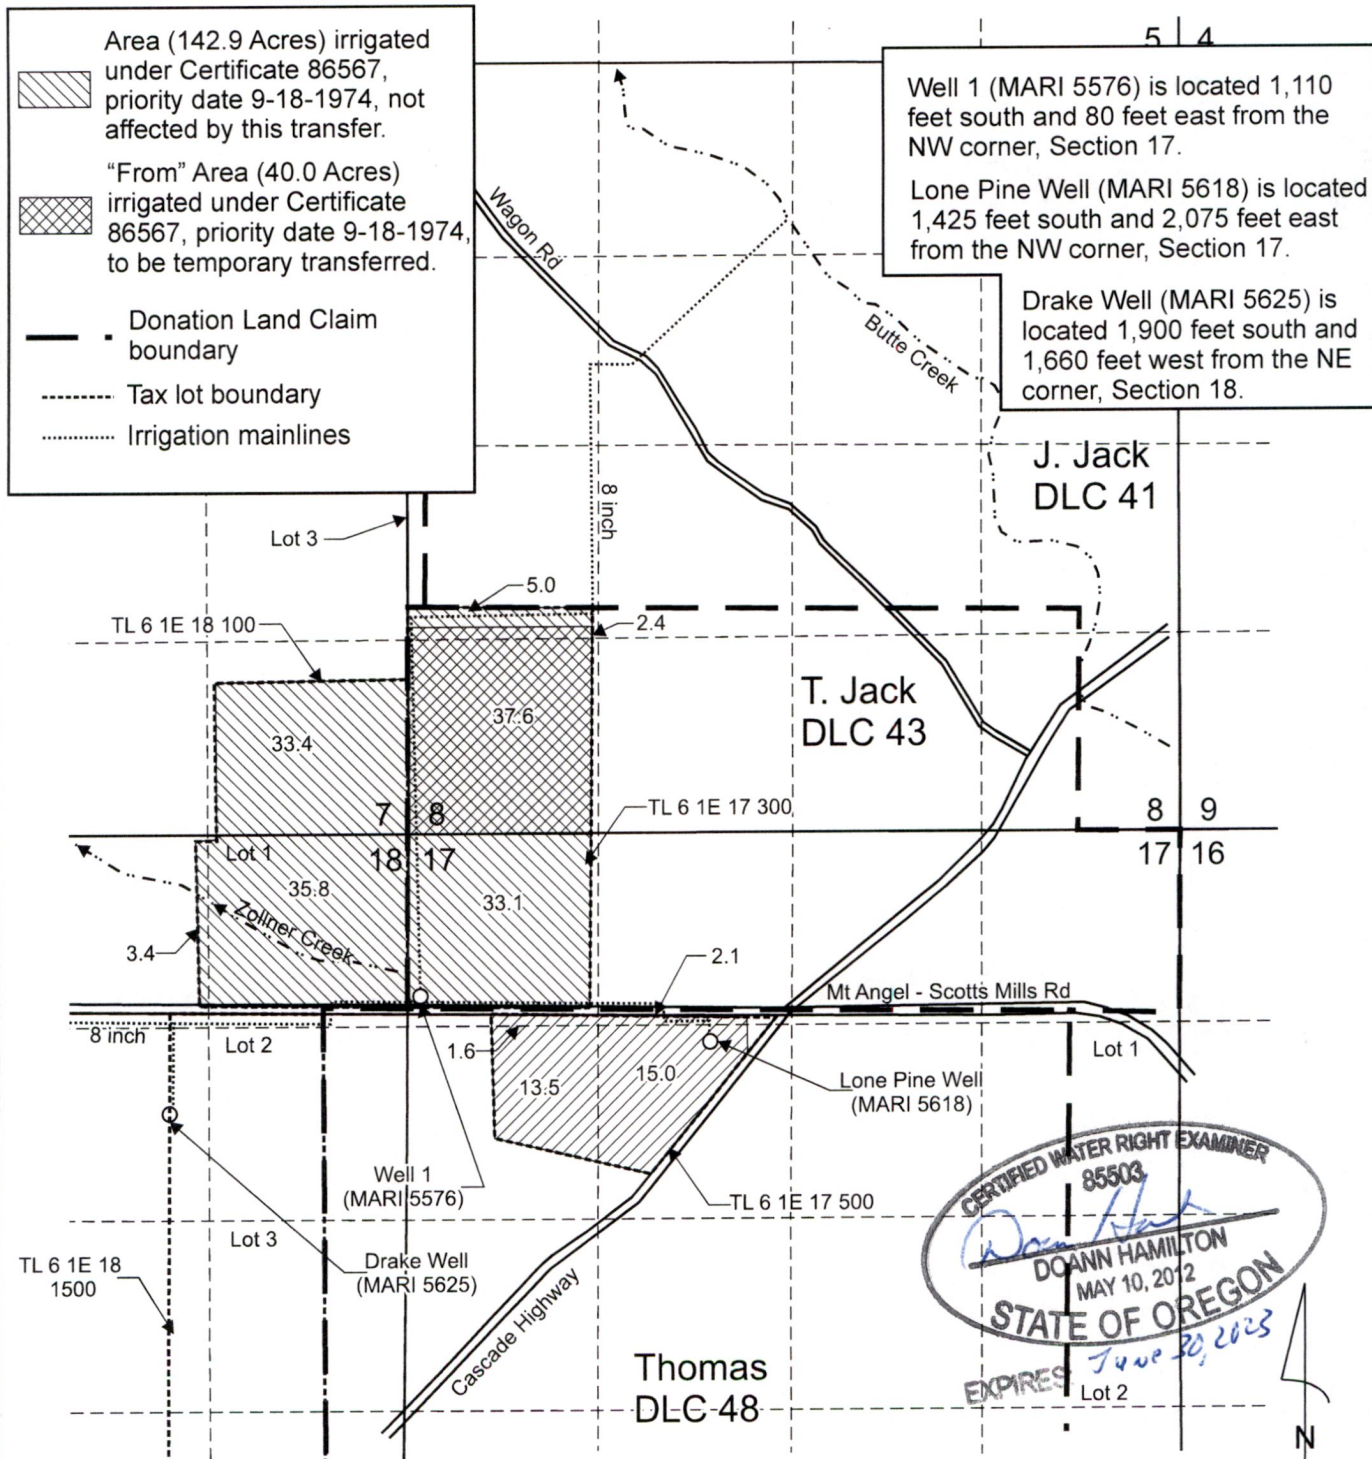 Area (142.9 Acres) irrigated
under Certificate 86567,
priority date 9-18-1974, not
affected by this transfer.
“From” Area (40.0 Acres)
irrigated under Certificate
86567, priority date 9-18-1974,
to be temporary transferred.
Donation Land Claim
boundary
Tax lot boundary
Irrigation mainlines
5 4
Well 1 (MARI 5576) is located 1,110
feet south and 80 feet east from the
NW corner, Section 17.
Lone Pine Well (MARI 5618) is located
1,425 feet south and 2,075 feet east
from the NW corner, Section 17.
Drake Well (MARI 5625) is
located 1,900 feet south and
1,660 feet west from the NE
corner, Section 18.
Wagon Rd
Butte Creek
J. Jack
DLC 41
8 inch
Lot 3
5.0
TL 6 1E 18 100
2.4
T. Jack
DLC 43
37.6
33.4
7 8
TL 6 1E 17 300
8 9
Lot 1
18 17
17 16
35.8
33.1
Zollner Creek
3.4
2.1
Mt Angel - Scotts Mills Rd
8 inch
Lot 2
1.6
13.5
15.0
Lot 1
Lone Pine Well
(MARI 5618)
Well 1
(MARI 5576)
TL 6 1E 17 500
Lot 3
Drake Well
(MARI 5625)
TL 6 1E 18
1500
Cascade Highway
Thomas
DLC 48
CERTIFIED WATER RIGHT EXAMINER
85503
DOANN HAMILTON
MAY 10, 2012
STATE OF OREGON
EXPIRES June 30, 2023
Lot 2
N